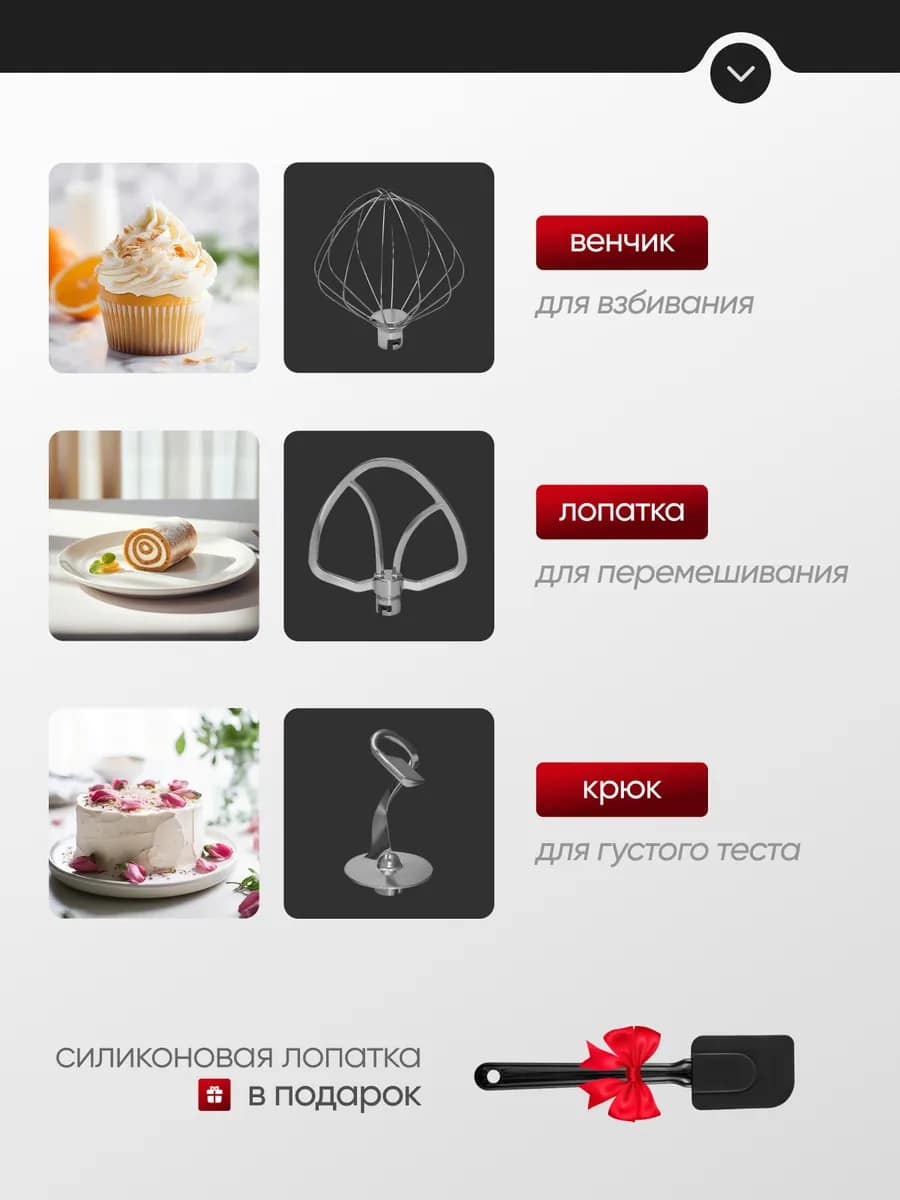 венчик
для взбивания
лопатка
для перемешивания
крюк
для густого теста
силиконовая лопатка
в подарок